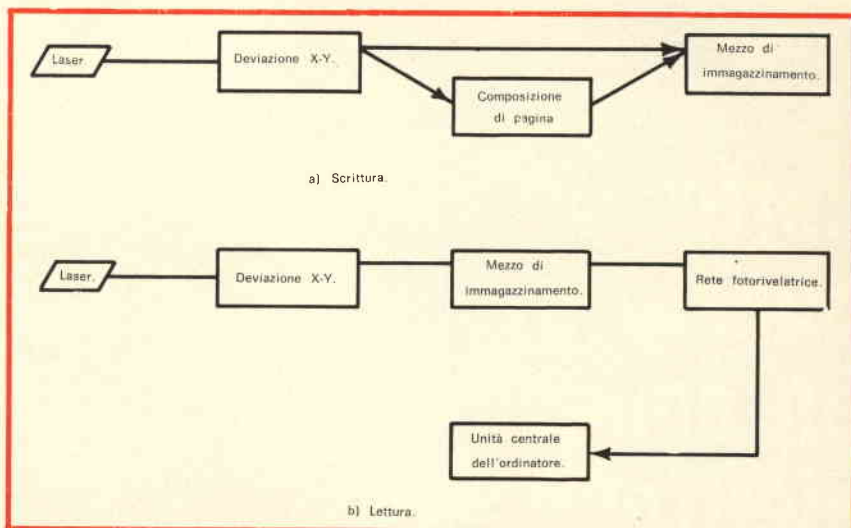 Laser.
Deviazione X-Y.
Mezzo di
immagazzinamento.
Composizione
di pagina
a) Scrittura.
Laser.
Deviazione X-Y.
Mezzo di
immagazzinamento.
Rete fotorivelatrice.
Unità centrale
dell'ordinatore.
b) Lettura.